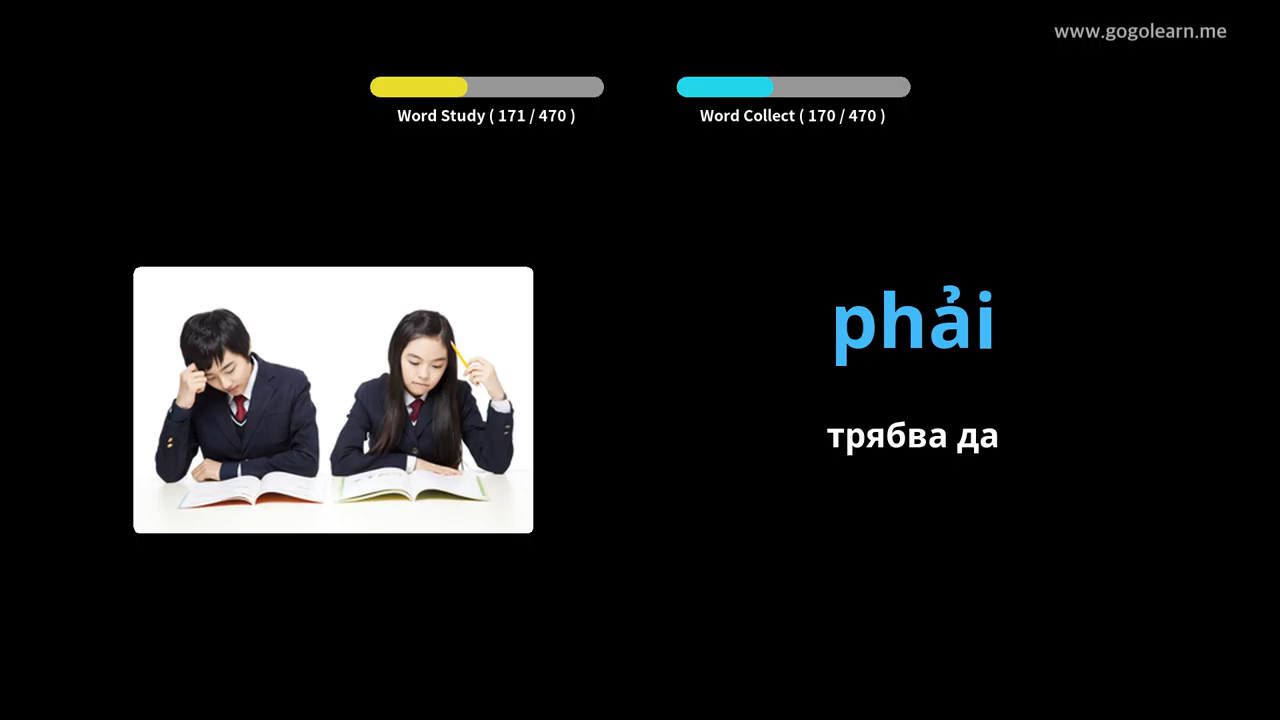 www.gogolearn.me
Word Study ( 171 / 470 )
Word Collect ( 170 / 470 )
phải
трябва да